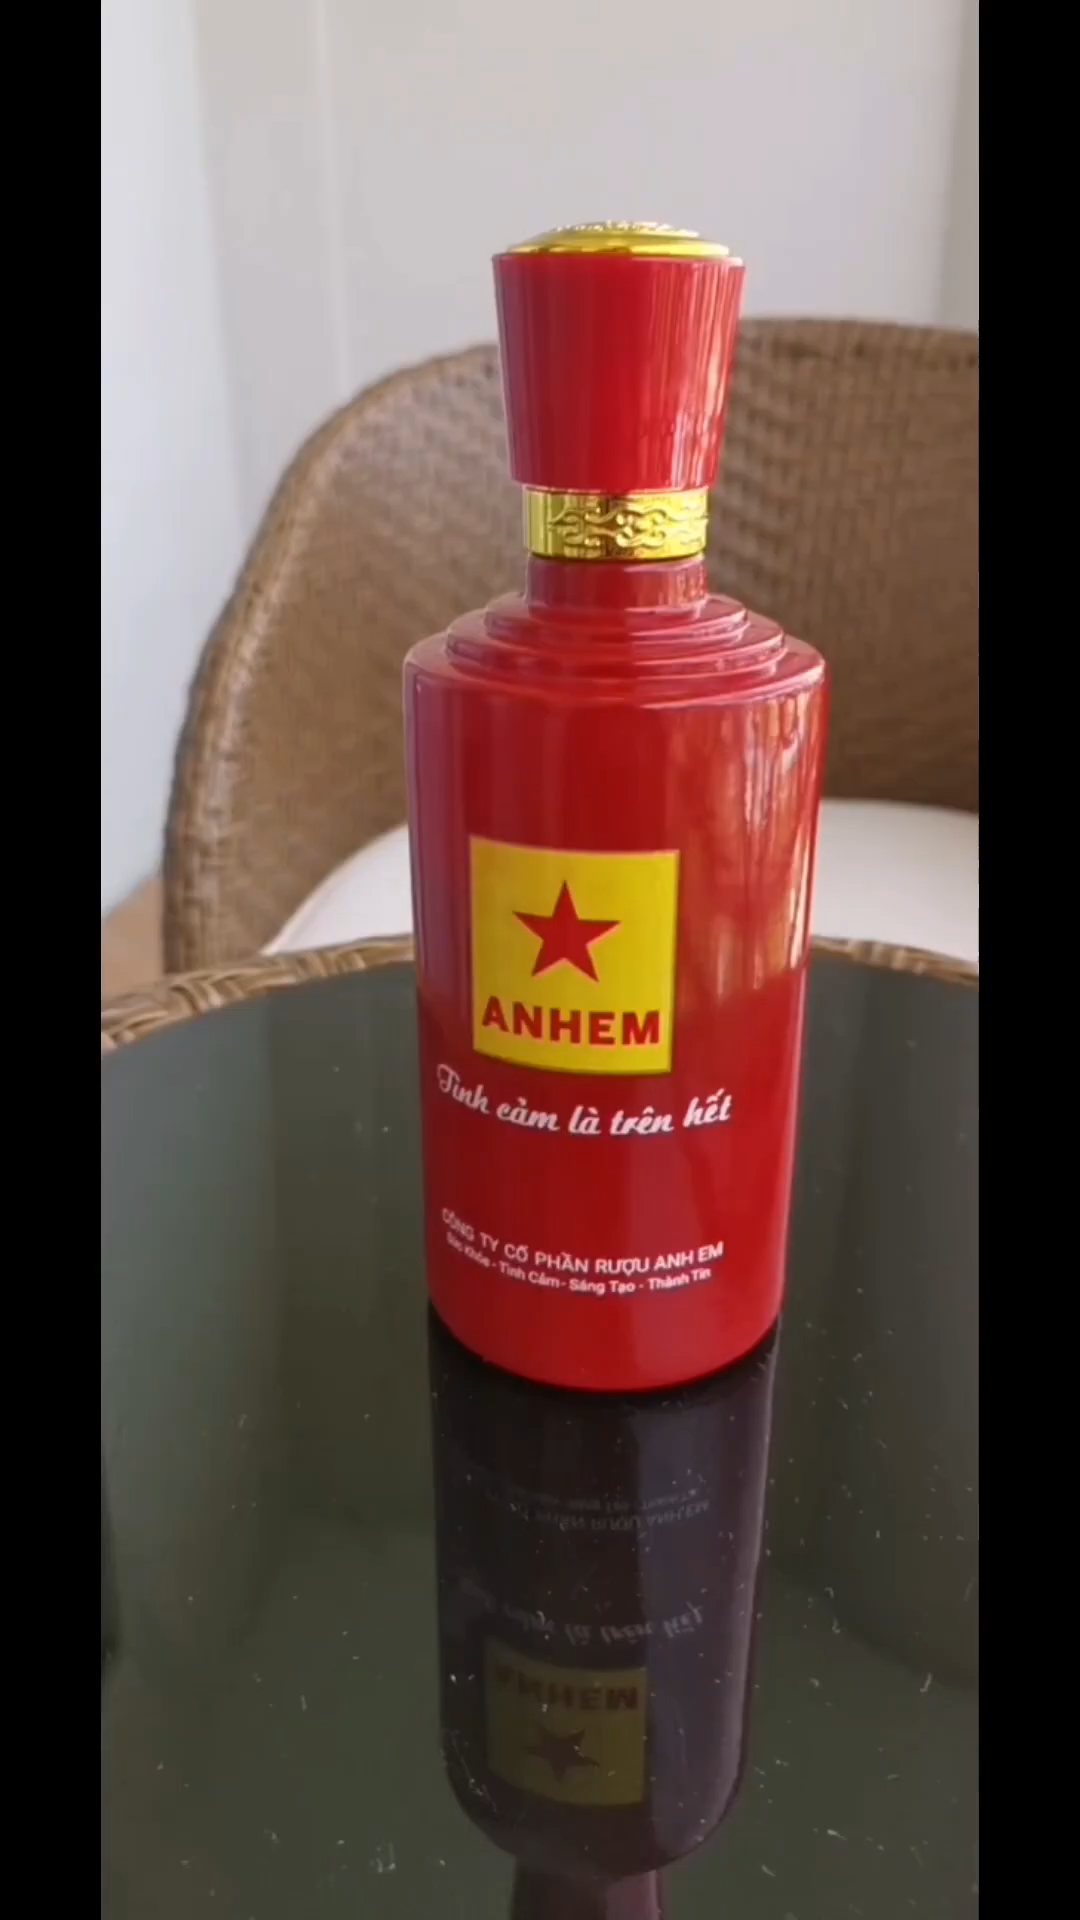 ANHEM
Tình cảm là trên hết
CÔNG TY CỔ PHẦN RƯỢU ANH EM
Sức Khỏe - Tình Cảm - Sáng Tạo - Thành Tín